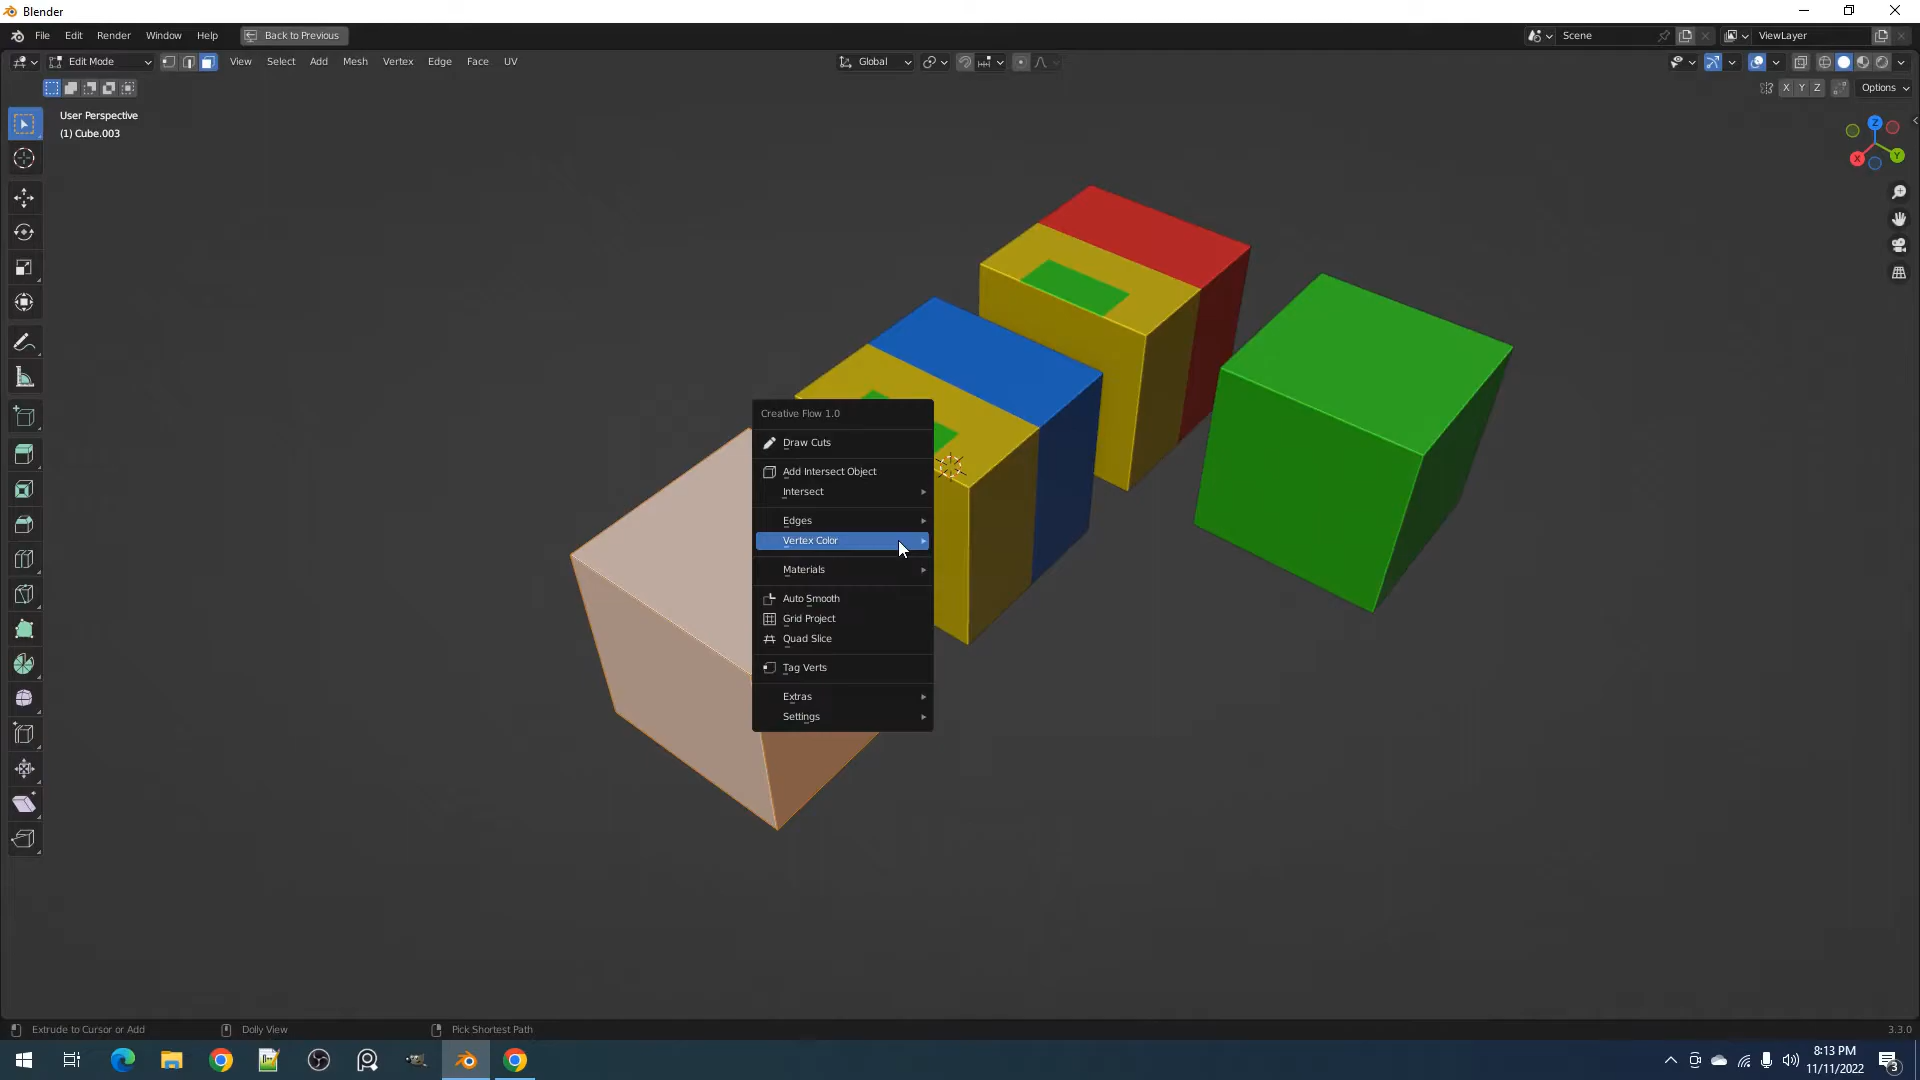 Blender
File Edit Render Window Help Back to Previous Scene ViewLayer
Edit Mode View Select Add Mesh Vertex Edge Face UV Global
X Y Z Options
User Perspective
(1) Cube.003
Z
X Y
Creative Flow 1.0
Draw Cuts
Add Intersect Object
Intersect
Edges
Vertex Color
Materials
Auto Smooth
Grid Project
Quad Slice
Tag Verts
Extras
Settings
Extrude to Cursor or Add Dolly View Pick Shortest Path 3.3.0
8:13 PM
11/11/2022
3